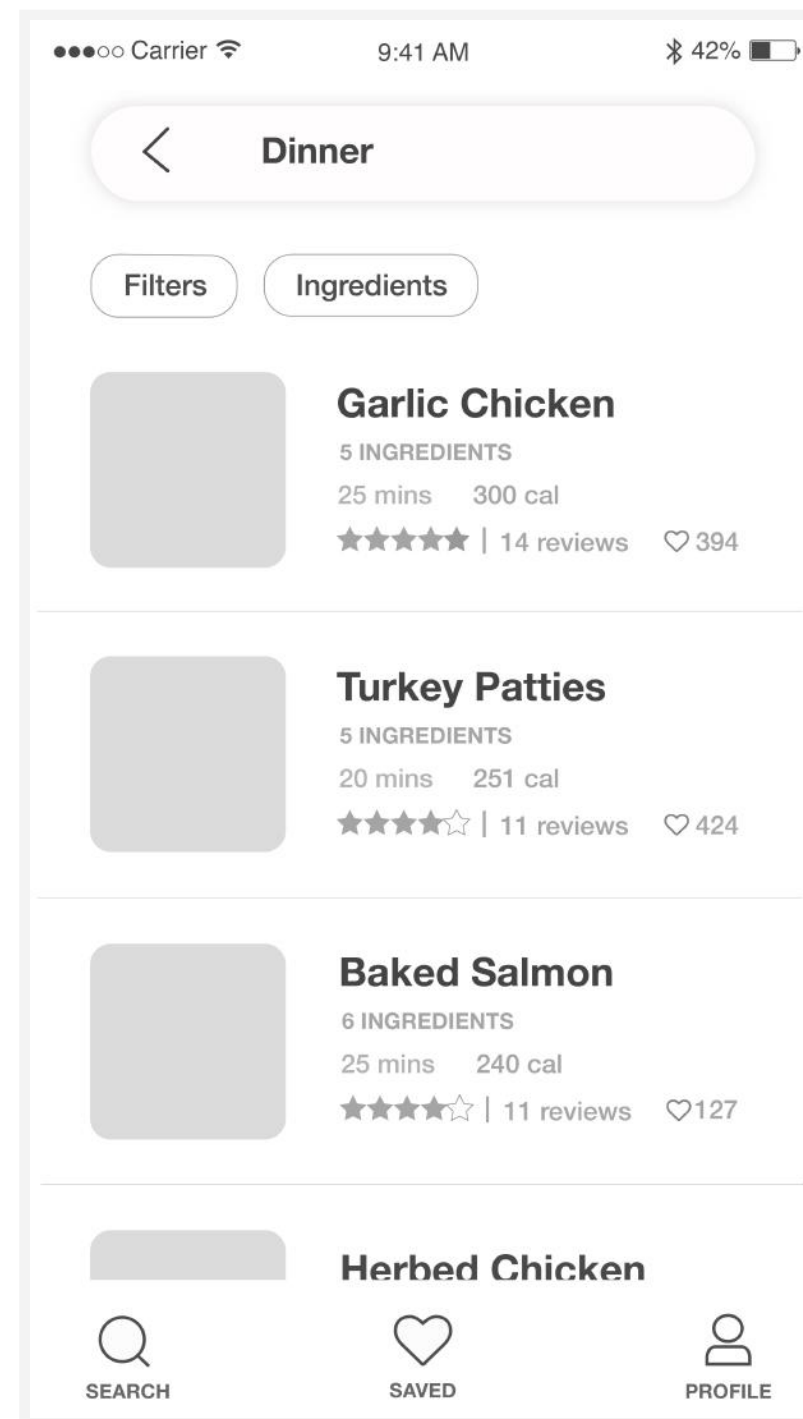 Carrier 9:41 AM 42%
Dinner
Filters Ingredients
Garlic Chicken
5 INGREDIENTS
25 mins 300 cal
| 14 reviews 394
Turkey Patties
5 INGREDIENTS
20 mins 251 cal
| 11 reviews 424
Baked Salmon
6 INGREDIENTS
25 mins 240 cal
| 11 reviews 127
Herbed Chicken
SEARCH SAVED PROFILE